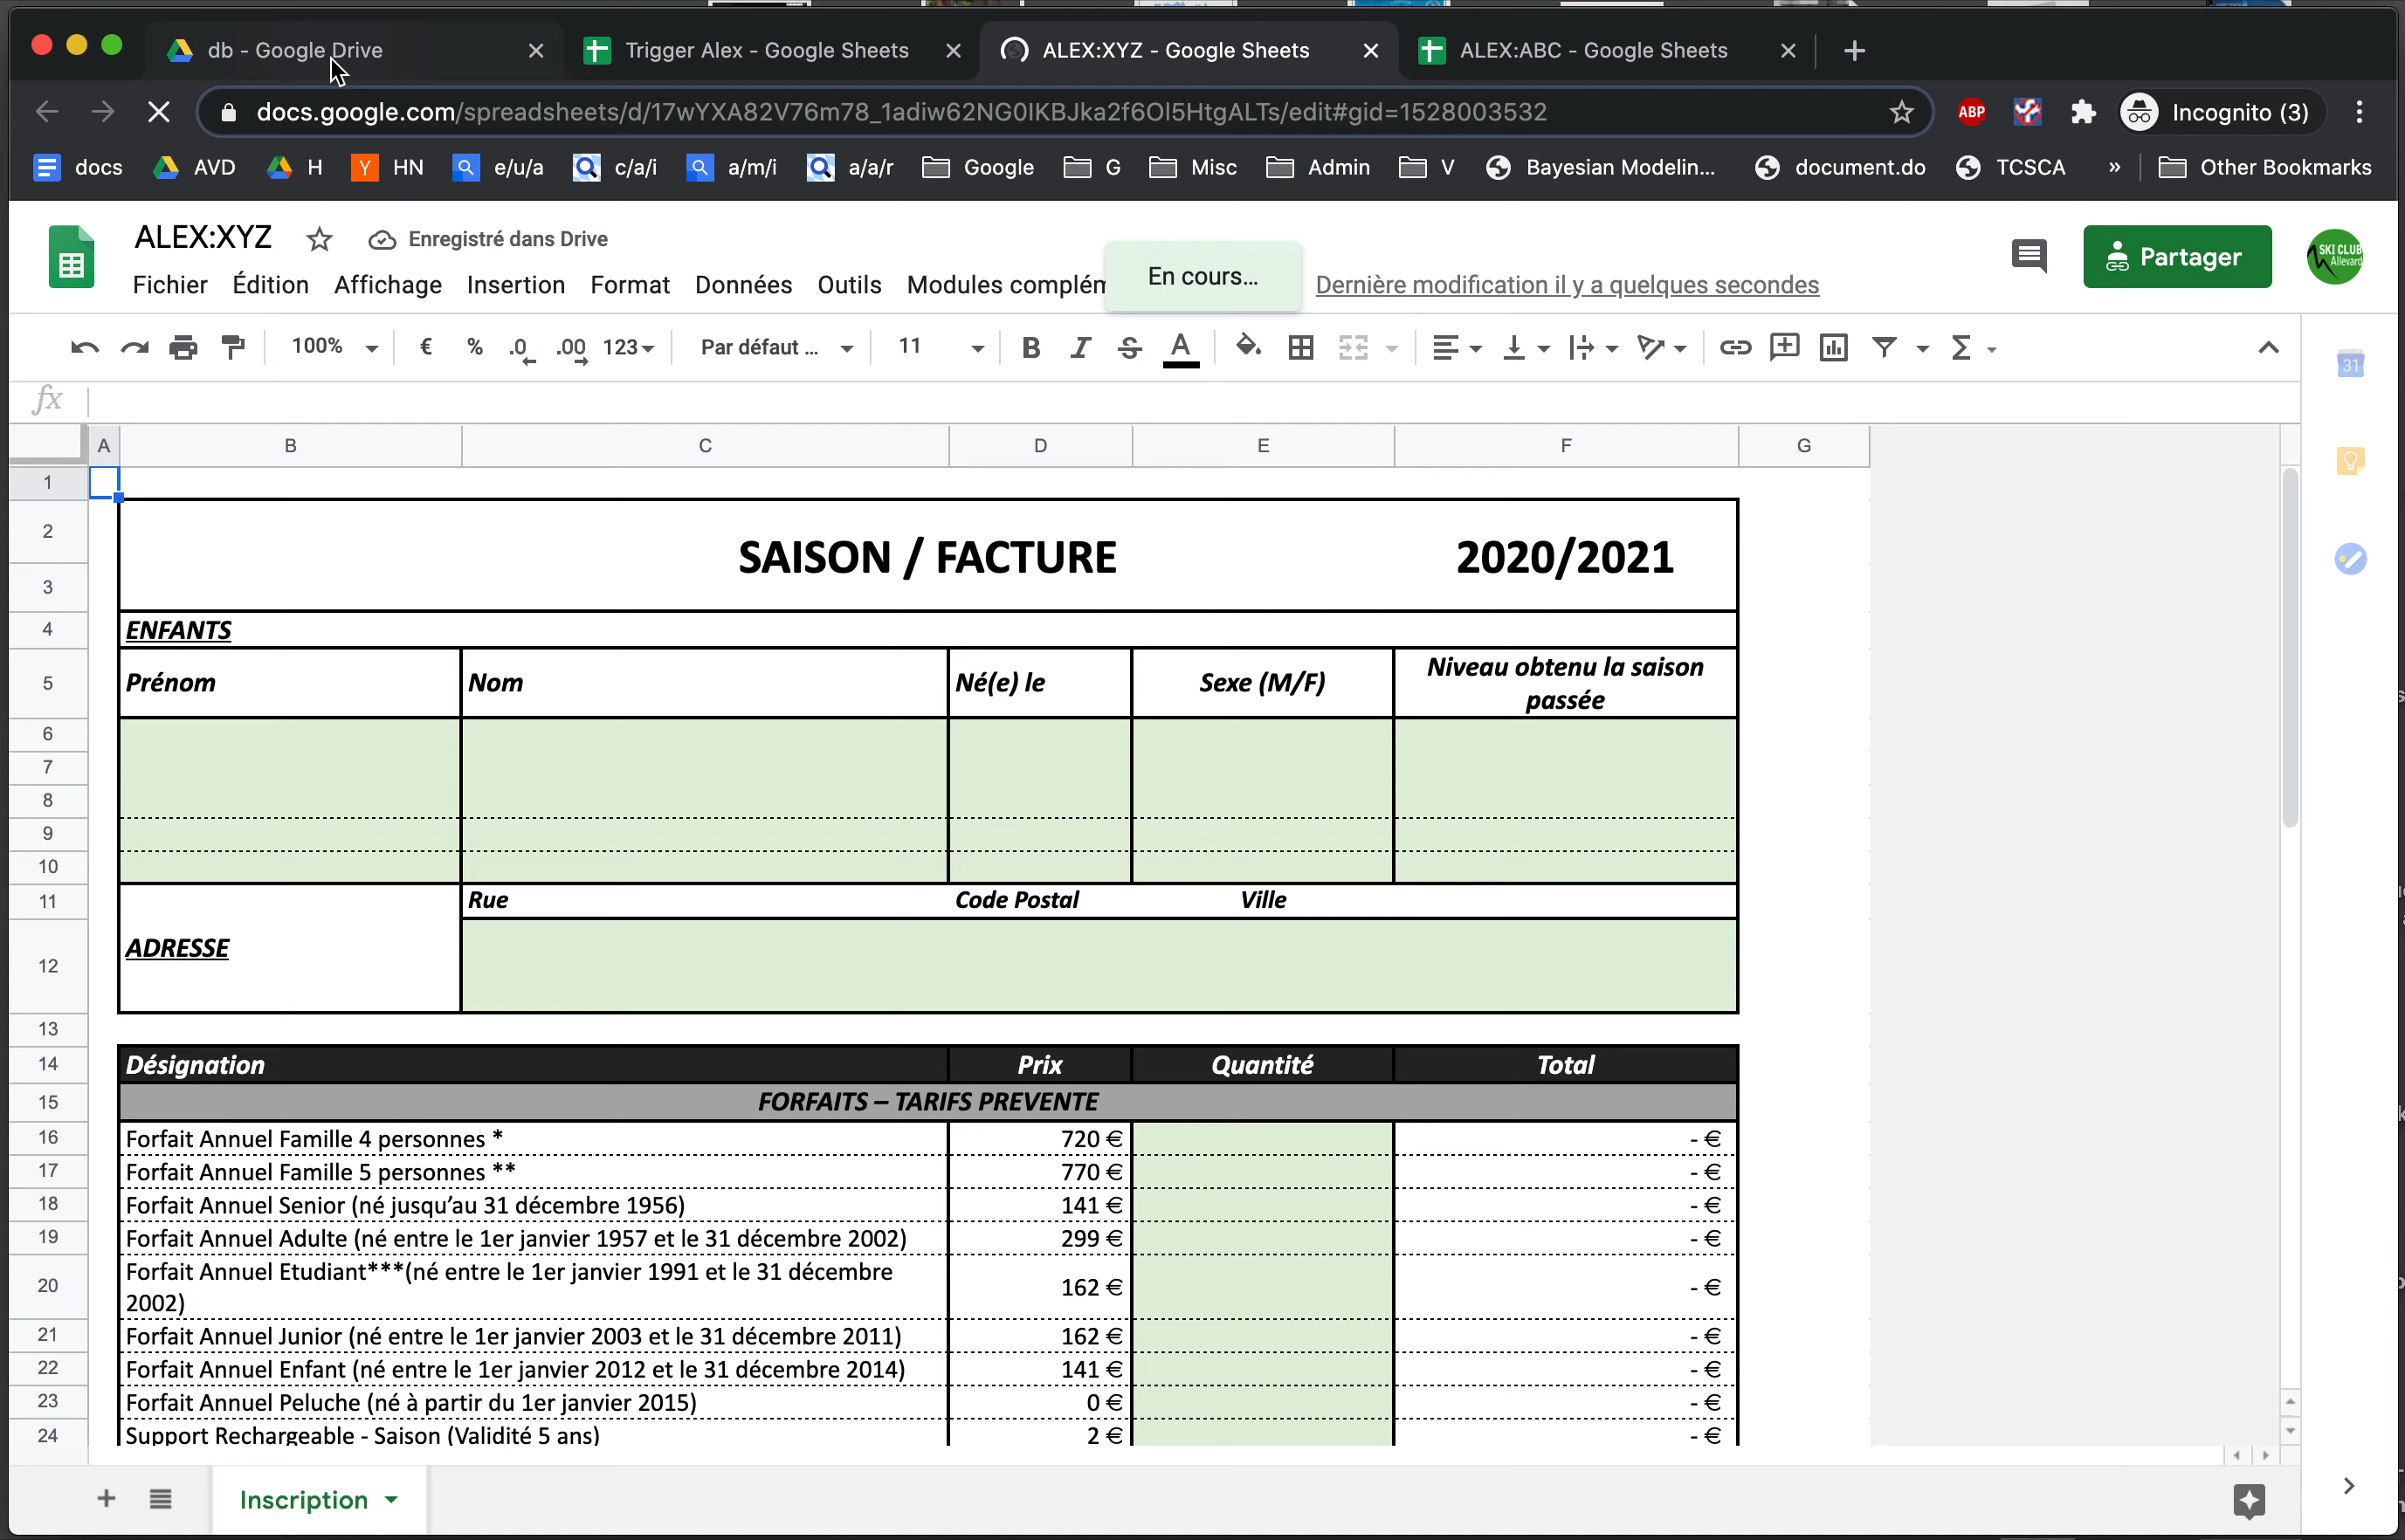 db - Google Drive
Trigger Alex - Google Sheets
ALEX:XYZ - Google Sheets
ALEX:ABC - Google Sheets
docs.google.com/spreadsheets/d/17wYXA82V76m78_1adiw62NG0IKBJka2f6Ol5HtgALTs/edit#gid=1528003532
ABP
Incognito (3)
docs
AVD
H
Y
HN
e/u/a
c/a/i
a/m/i
a/a/r
Google
G
Misc
Admin
V
Bayesian Modelin...
document.do
TCSCA
»
Other Bookmarks
ALEX:XYZ
Enregistré dans Drive
Fichier Édition Affichage Insertion Format Données Outils Modules complém
En cours...
Dernière modification il y a quelques secondes
Partager
SKI CLUB
Allevard
100% € % .0 .00 123 Par défaut ... 11 B I S A Σ
31
fx
A B C D E F G
1
2
SAISON / FACTURE 2020/2021
3
4 ENFANTS
5 Prénom Nom Né(e) le Sexe (M/F) Niveau obtenu la saison
passée
6
7
8
9
10
11 Rue Code Postal Ville
ADRESSE
12
13
14 Désignation Prix Quantité Total
15 FORFAITS – TARIFS PREVENTE
16 Forfait Annuel Famille 4 personnes * 720 € - €
17 Forfait Annuel Famille 5 personnes ** 770 € - €
18 Forfait Annuel Senior (né jusqu’au 31 décembre 1956) 141 € - €
19 Forfait Annuel Adulte (né entre le 1er janvier 1957 et le 31 décembre 2002) 299 € - €
20 Forfait Annuel Etudiant***(né entre le 1er janvier 1991 et le 31 décembre
2002) 162 € - €
21 Forfait Annuel Junior (né entre le 1er janvier 2003 et le 31 décembre 2011) 162 € - €
22 Forfait Annuel Enfant (né entre le 1er janvier 2012 et le 31 décembre 2014) 141 € - €
23 Forfait Annuel Peluche (né à partir du 1er janvier 2015) 0 € - €
24 Support Rechargeable - Saison (Validité 5 ans) 2 € - €
Inscription